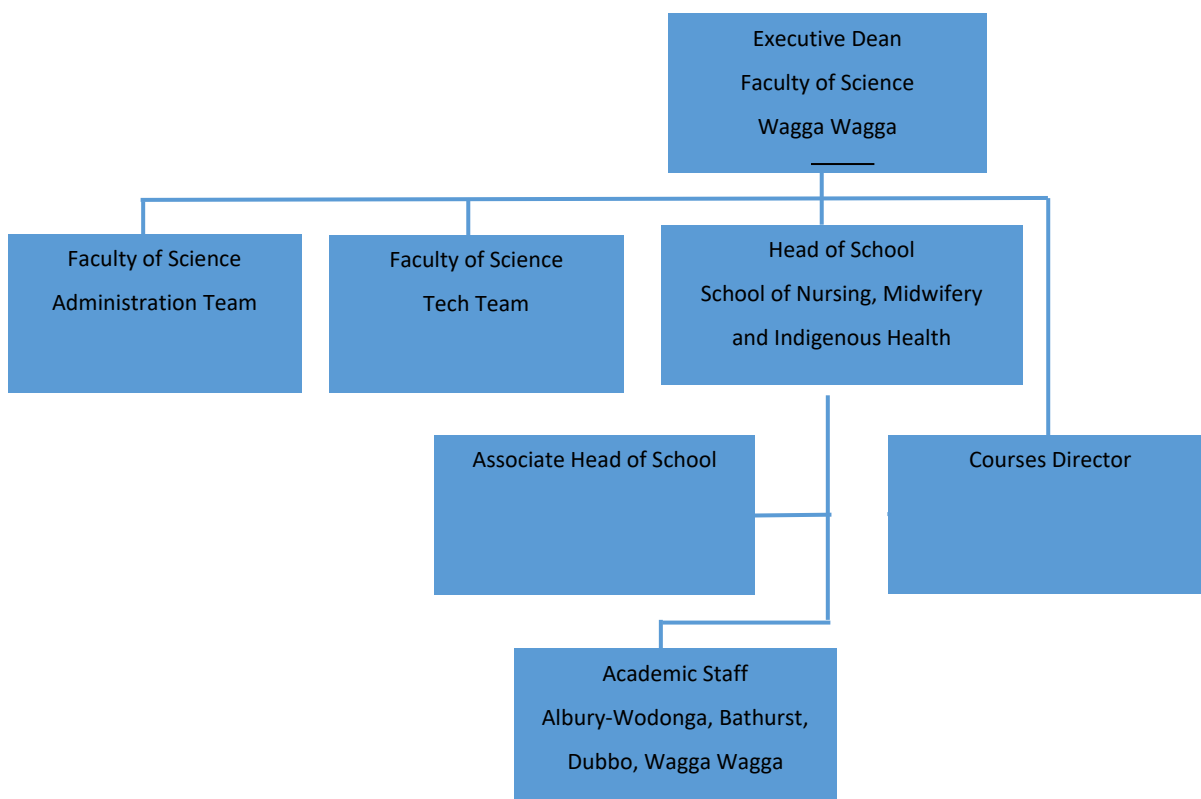 Executive Dean
Faculty of Science
Wagga Wagga
Faculty of Science
Administration Team
Faculty of Science
Tech Team
Head of School
School of Nursing, Midwifery
and Indigenous Health
Associate Head of School
Courses Director
Academic Staff
Albury-Wodonga, Bathurst,
Dubbo, Wagga Wagga